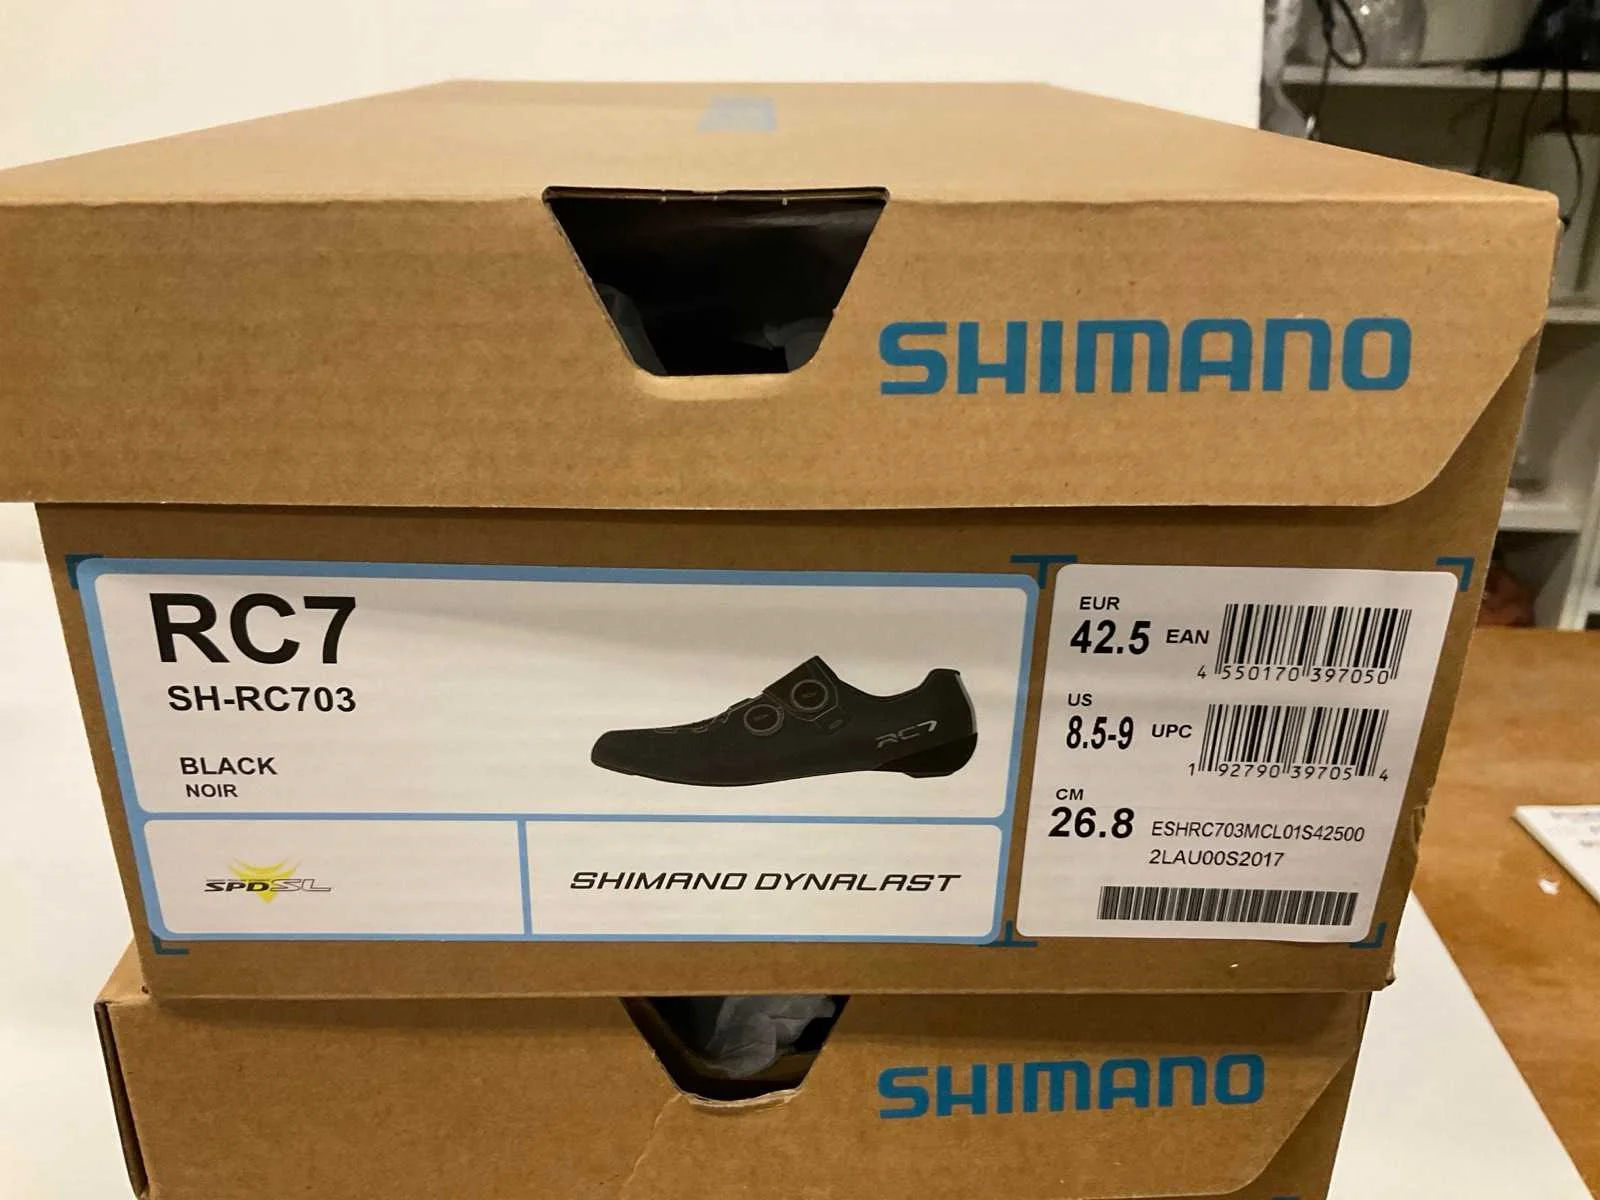 SHIMANO
RC7
SH-RC703
BLACK
NOIR
RC7
SPD-SL
SHIMANO DYNALAST
EUR
42.5 EAN
4 550170 397050
US
8.5-9 UPC
1 92790 39705 4
CM
26.8
ESHRC703MCL01S42500
2LAU00S2017
SHIMANO